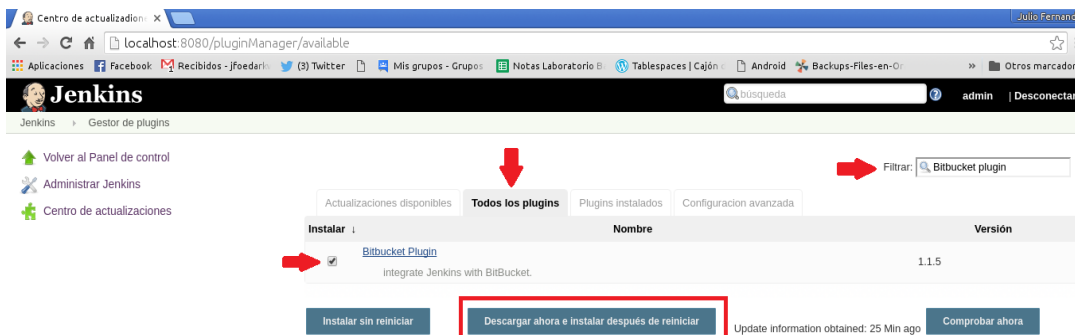 Centro de actualizadion
Julio Fernand
localhost:8080/pluginManager/available
Aplicaciones Facebook Recibidos - jfoedark (3) Twitter Mis grupos - Grupos Notas Laboratorio B Tablespaces | Cajón Android Backups-Files-en-Or » Otros marcador
Jenkins búsqueda admin | Desconectar
Jenkins Gestor de plugins
Volver al Panel de control
Filtrar: Bitbucket plugin
Administrar Jenkins
Actualizaciones disponibles Todos los plugins Plugins instalados Configuracion avanzada
Centro de actualizaciones
Instalar ↓ Nombre Versión
Bitbucket Plugin
1.1.5
integrate Jenkins with BitBucket.
Instalar sin reiniciar Descargar ahora e instalar después de reiniciar Update information obtained: 25 Min ago Comprobar ahora